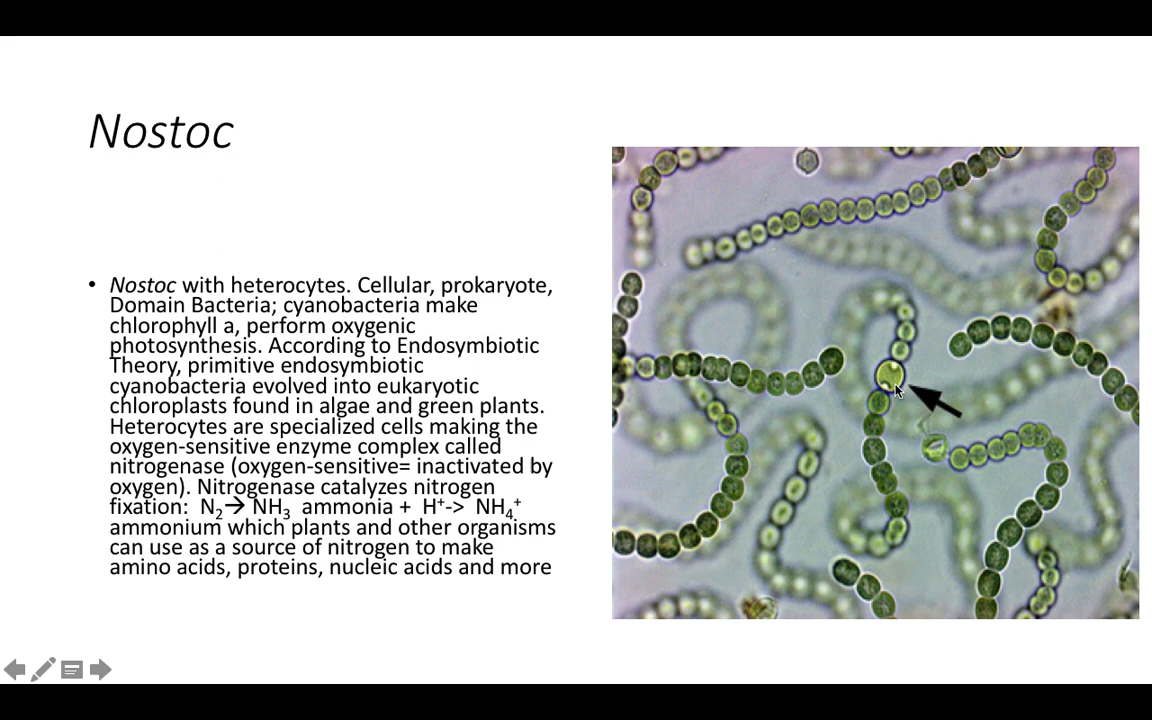 Nostoc
• Nostoc with heterocytes. Cellular, prokaryote,
Domain Bacteria; cyanobacteria make
chlorophyll a, perform oxygenic
photosynthesis. According to Endosymbiotic
Theory, primitive endosymbiotic
cyanobacteria evolved into eukaryotic
chloroplasts found in algae and green plants.
Heterocytes are specialized cells making the
oxygen-sensitive enzyme complex called
nitrogenase (oxygen-sensitive= inactivated by
oxygen). Nitrogenase catalyzes nitrogen
fixation:  N₂→ NH₃  ammonia +  H⁺->  NH₄⁺
ammonium which plants and other organisms
can use as a source of nitrogen to make
amino acids, proteins, nucleic acids and more